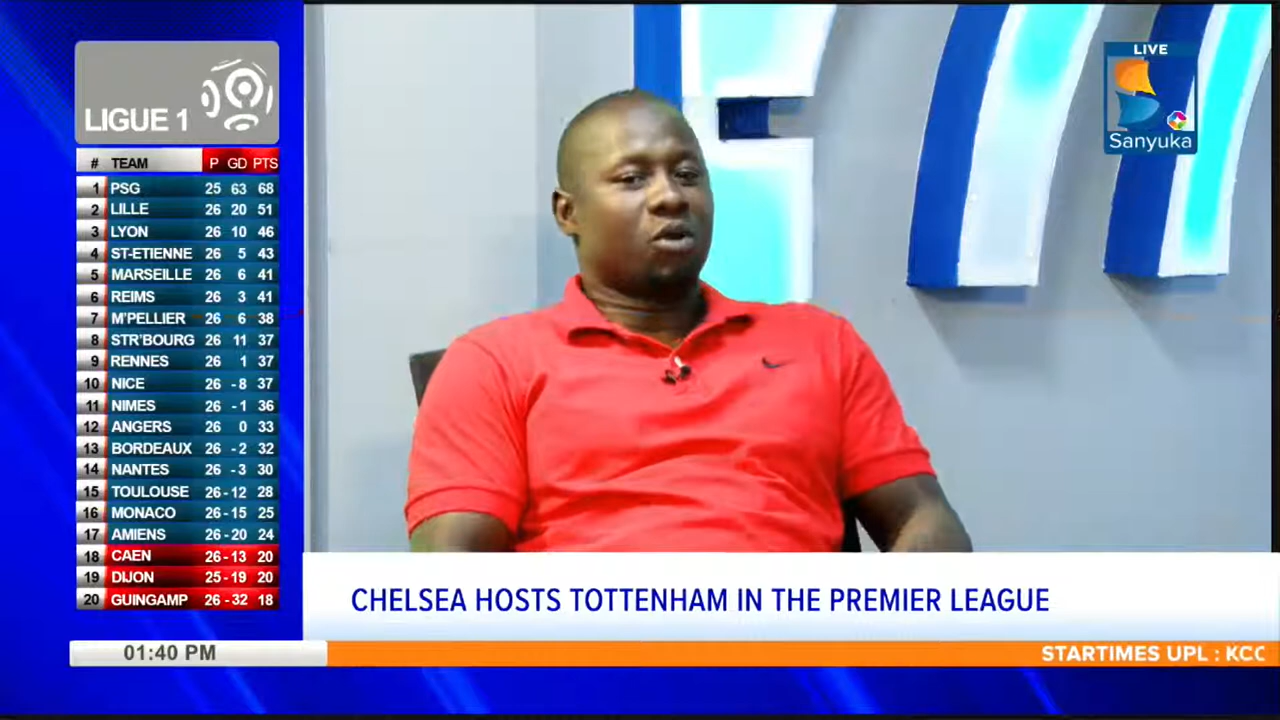 LIGUE 1
# TEAM P GD PTS
1 PSG 25 63 68
2 LILLE 26 20 51
3 LYON 26 10 46
4 ST-ETIENNE 26 5 43
5 MARSEILLE 26 6 41
6 REIMS 26 3 41
7 M'PELLIER 26 6 38
8 STR'BOURG 26 11 37
9 RENNES 26 1 37
10 NICE 26 -8 37
11 NIMES 26 -1 36
12 ANGERS 26 0 33
13 BORDEAUX 26 -2 32
14 NANTES 26 -3 30
15 TOULOUSE 26 -12 28
16 MONACO 26 -15 25
17 AMIENS 26 -20 24
18 CAEN 26 -13 20
19 DIJON 25 -19 20
20 GUINGAMP 26 -32 18
LIVE
Sanyuka
CHELSEA HOSTS TOTTENHAM IN THE PREMIER LEAGUE
01:40 PM
STARTIMES UPL : KCC